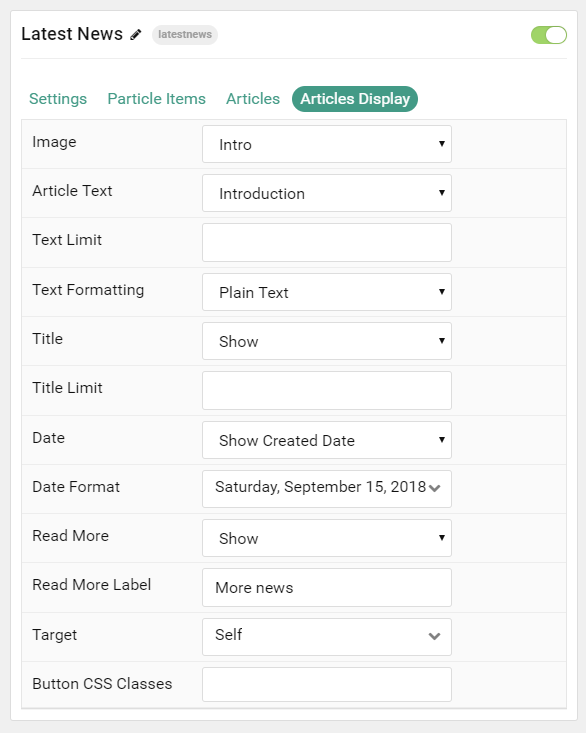 Latest News latestnews
Settings Particle Items Articles Articles Display
Image Intro
Article Text Introduction
Text Limit
Text Formatting Plain Text
Title Show
Title Limit
Date Show Created Date
Date Format Saturday, September 15, 2018
Read More Show
Read More Label More news
Target Self
Button CSS Classes